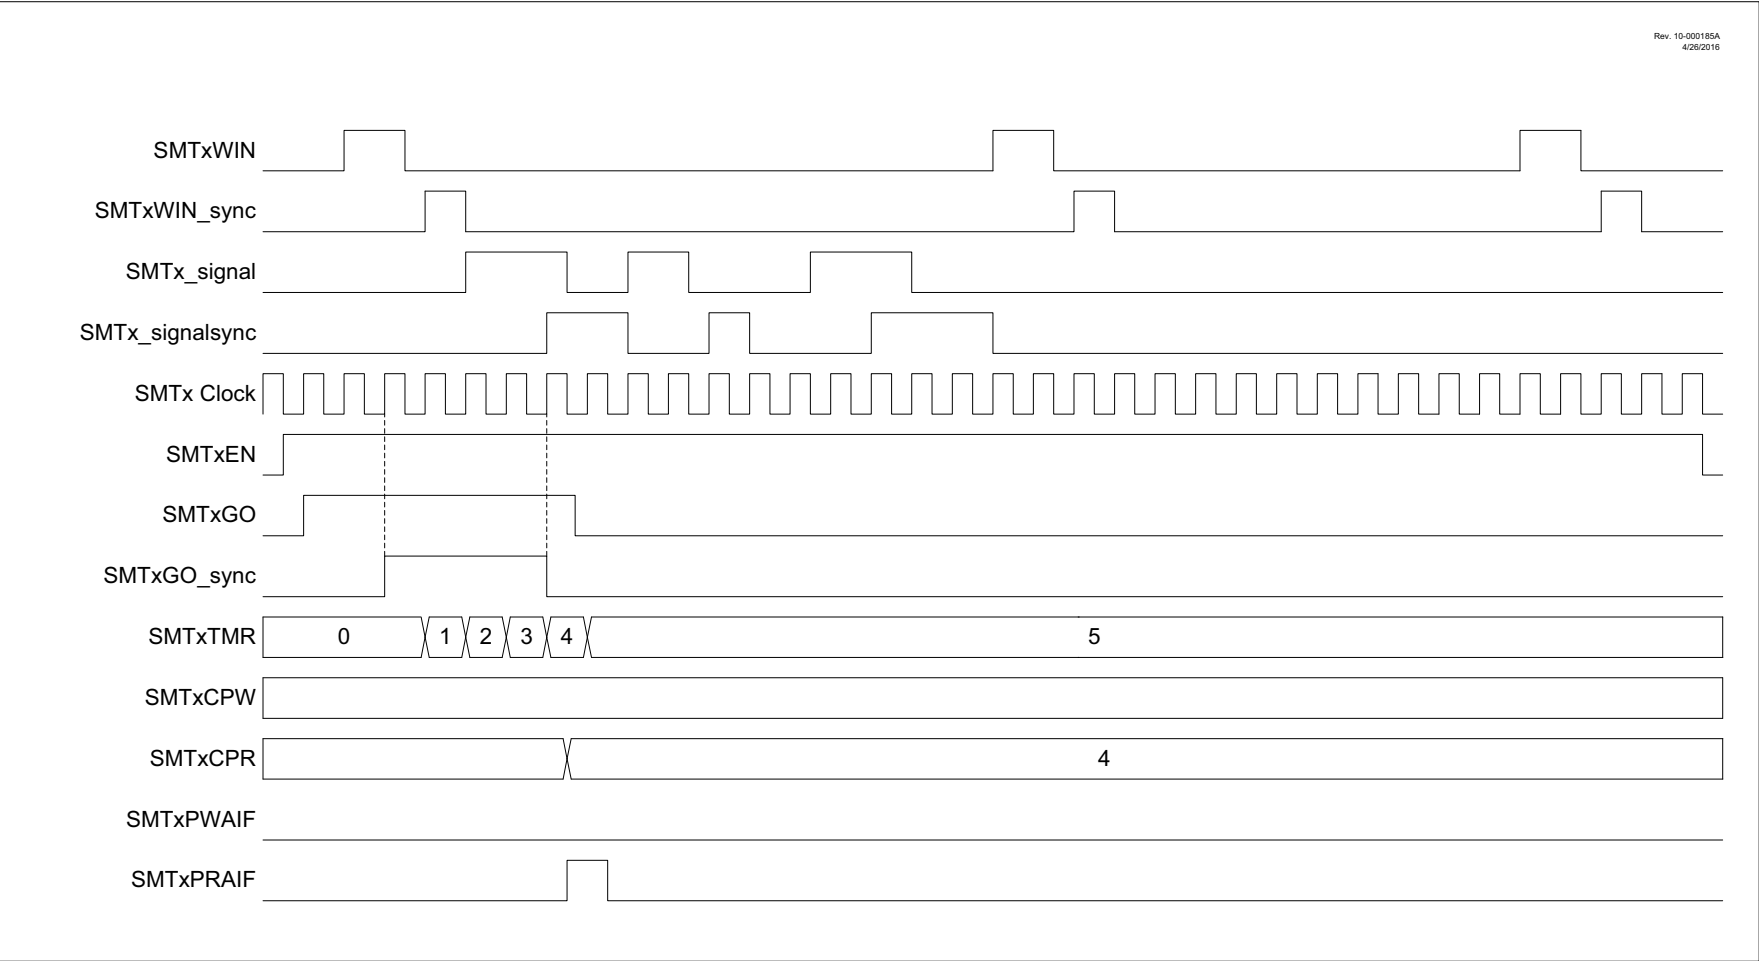 Rev. 10-000185A
4/26/2016
SMTxWIN
SMTxWIN_sync
SMTx_signal
SMTx_signalsync
SMTx Clock
SMTxEN
SMTxGO
SMTxGO_sync
SMTxTMR 0 1 2 3 4 5
SMTxCPW
SMTxCPR 4
SMTxPWAIF
SMTxPRAIF